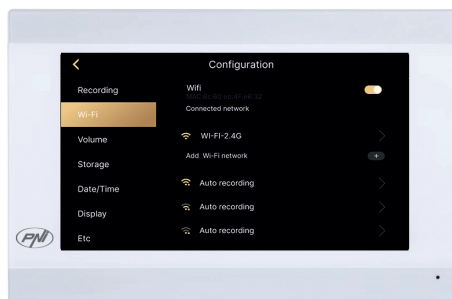 Configuration
Recording
Wi-Fi
Volume
Storage
Date/Time
Display
Etc
Wifi
Connected network
WI-FI-2.4G
Add Wi-Fi network
Auto recording
Auto recording
Auto recording
PNI